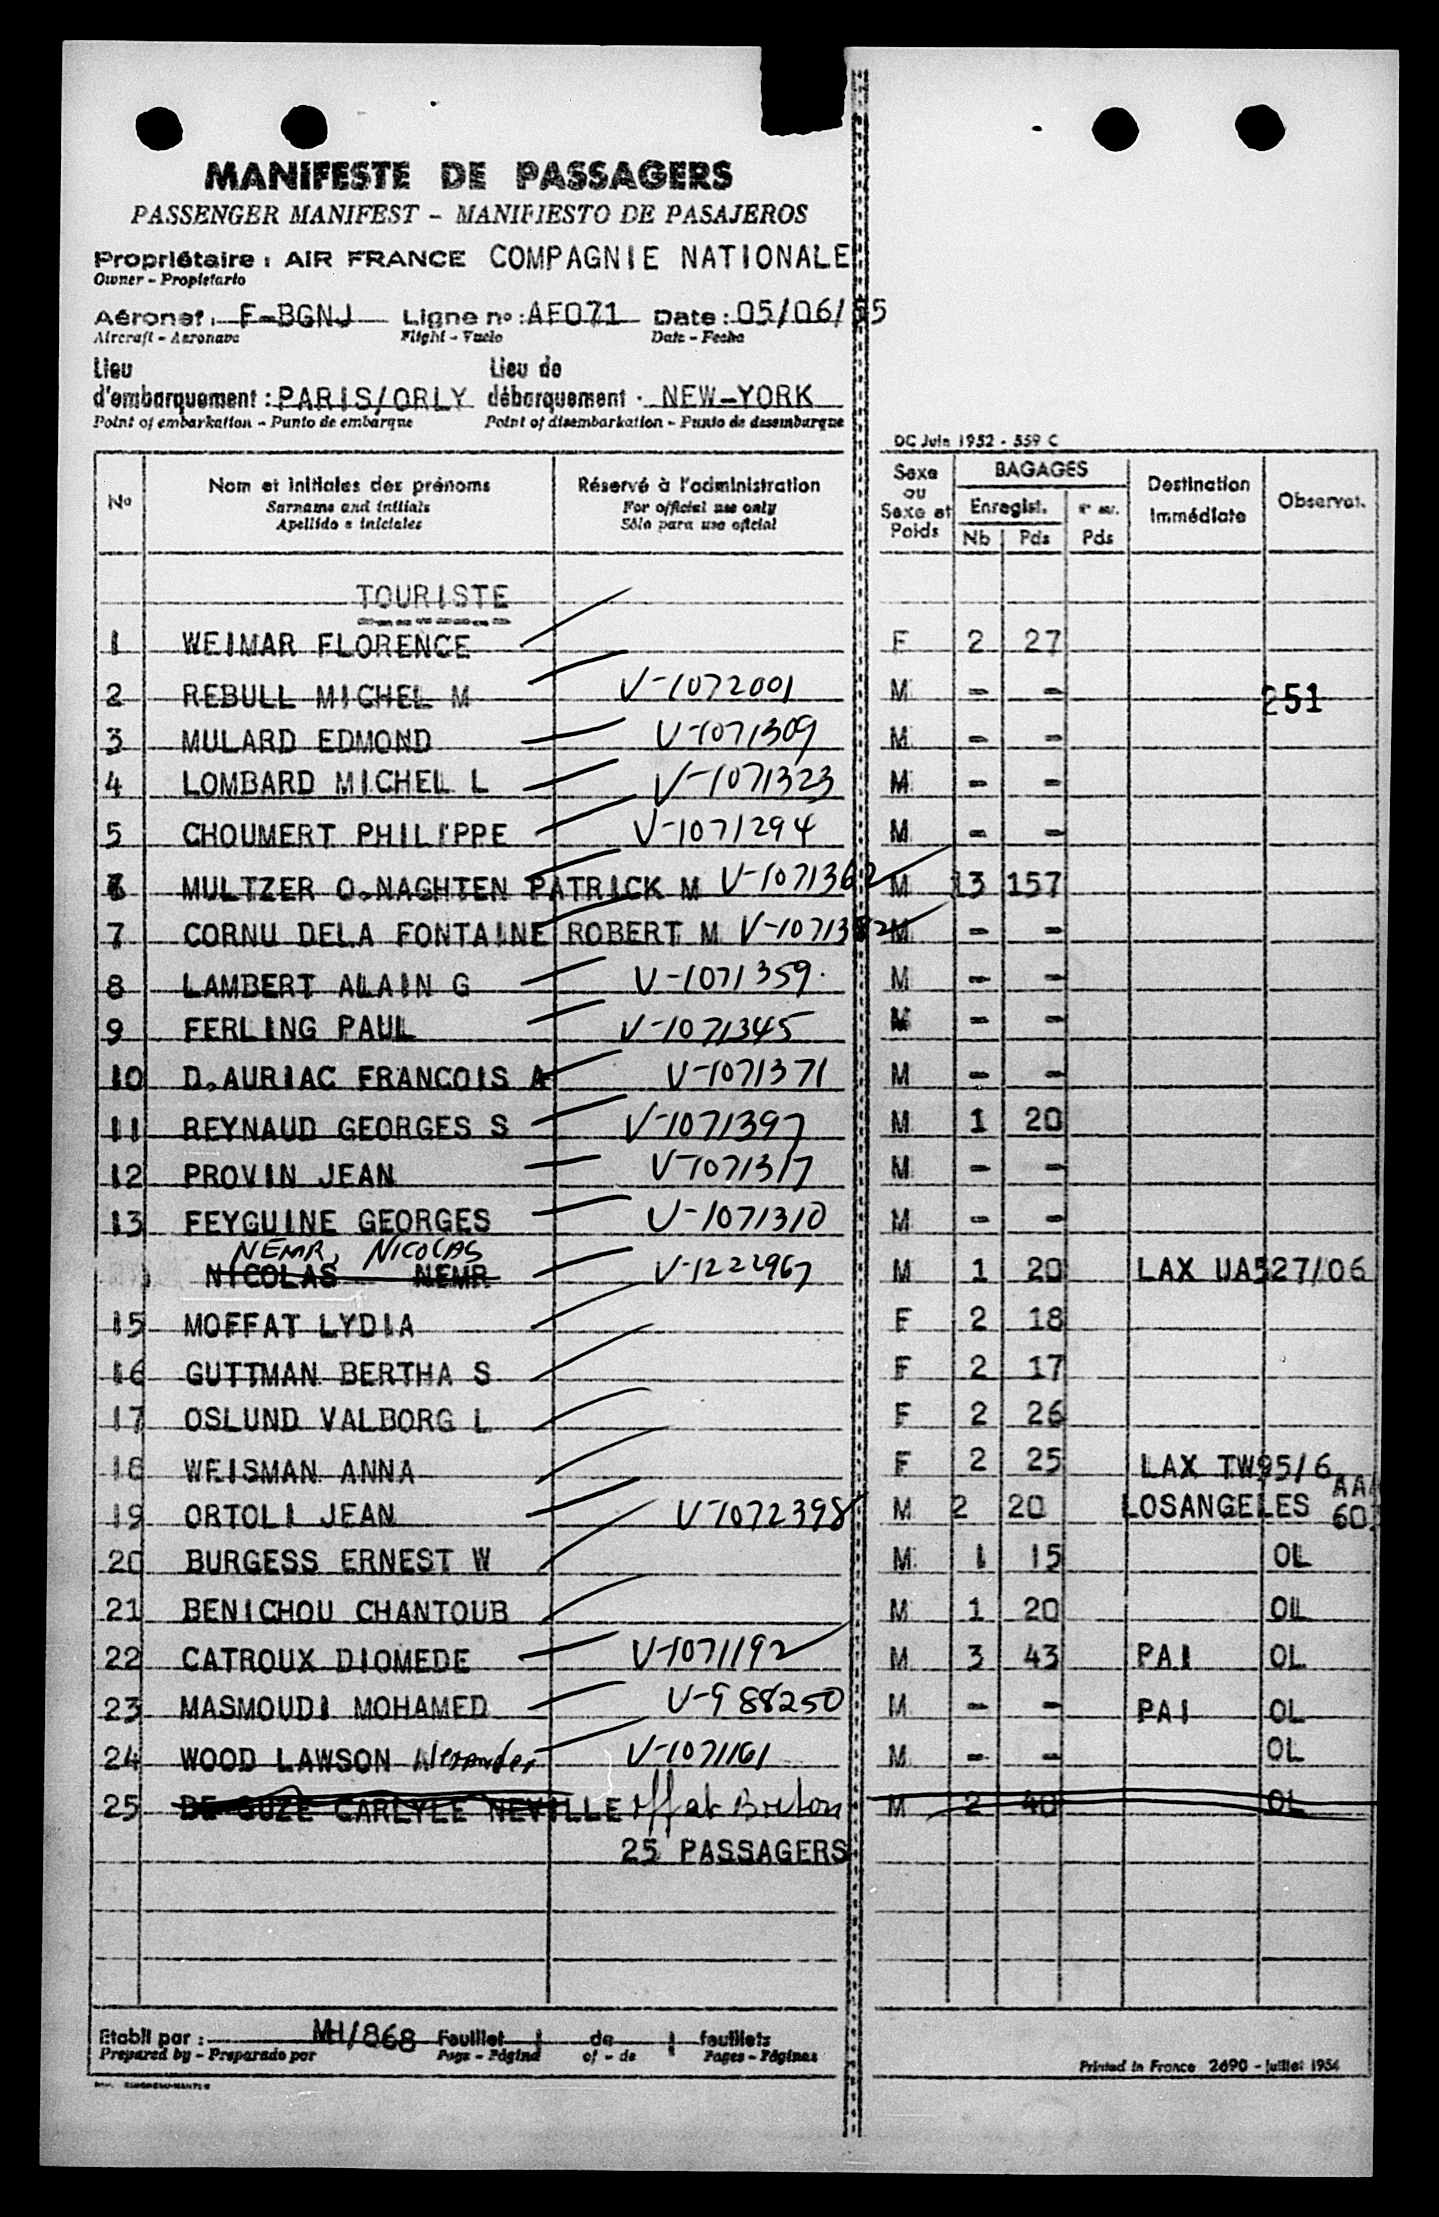 MANIFESTE DE PASSAGERS
PASSENGER MANIFEST - MANIFIESTO DE PASAJEROS
Propriétaire : AIR FRANCE COMPAGNIE NATIONALE
Owner - Propietario
Aéronef : F-BGNJ Ligne n° : AF071 Date : 05/06/55
Aircraft - Aeronave Flight - Vuelo Date - Fecha
Lieu Lieu de
d'embarquement : PARIS/ORLY débarquement : NEW-YORK
Point of embarkation - Punto de embarque Point of disembarkation - Punto de desembarque
DC Juin 1952 - 559 C
No Nom et initiales des prénoms Réservé à l'administration Sexe ou Sexe et Poids BAGAGES Destination Immédiate Observat.
Surname and initials For official use only Enregist.
Apellido e iniciales Sólo para uso oficial Nb Pds Pds
TOURISTE
1 WEIMAR FLORENCE F 2 27
2 REBULL MICHEL M V-1072001 M - - 251
3 MULARD EDMOND V-1071309 M - -
4 LOMBARD MICHEL L V-1071323 M - -
5 CHOUMERT PHILIPPE V-1071294 M - -
6 MULTZER O.NAGHTEN PATRICK M V-1071362 M 13 157
7 CORNU DELA FONTAINE ROBERT M V-1071382 M - -
8 LAMBERT ALAIN G V-1071359 M - -
9 FERLING PAUL V-1071345 M - -
10 D.AURIAC FRANCOIS A V-1071371 M - -
11 REYNAUD GEORGES S V-1071397 M 1 20
12 PROVIN JEAN V-1071317 M - -
13 FEYGUINE GEORGES V-1071310 M - -
NEMR, NICOLAS
NICOLAS NEMR V-1222967 M 1 20 LAX UA527/06
15 MOFFAT LYDIA F 2 18
16 GUTTMAN BERTHA S F 2 17
17 OSLUND VALBORG L F 2 26
18 WEISMAN ANNA F 2 25 LAX TW95/6
19 ORTOLI JEAN V-1072398 M 2 20 LOSANGELES
20 BURGESS ERNEST W M 1 15 OL
21 BENICHOU CHANTOUB M 1 20 OL
22 CATROUX DIOMEDE V-1071192 M 3 43 PAI OL
23 MASMOUDI MOHAMED V-988250 M - - PAI OL
24 WOOD LAWSON Alexander V-1071161 M - - OL
25 DE SUZE CARLYLE NEVILLE off at Boston M 2 40 OL
25 PASSAGERS
Etabli par : MH/868 Feuillet 1 de 1 feuillets
Prepared by - Preparado por Page - Página of - de Pages - Páginas
Printed in France 2690 - Juillet 1954